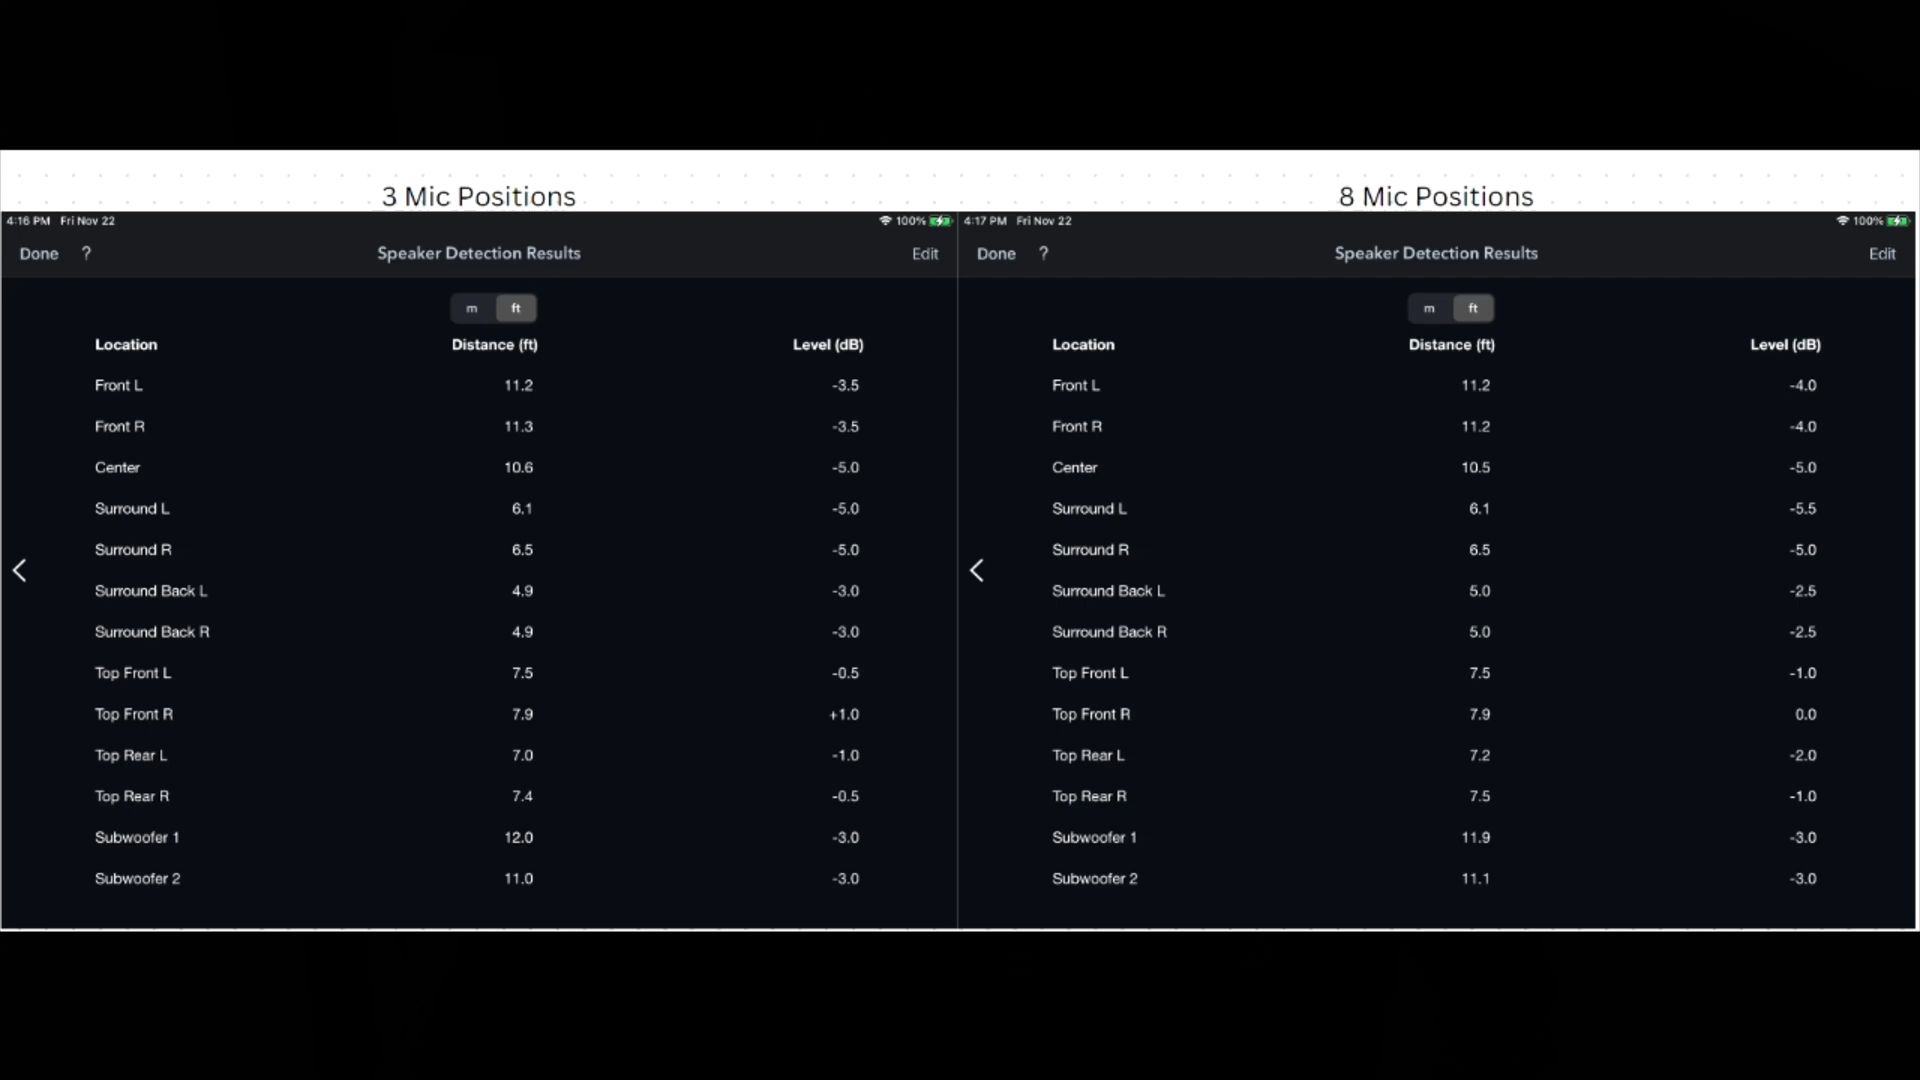 3 Mic Positions
4:16 PM Fri Nov 22 100%
Done ? Speaker Detection Results Edit
m ft
Location Distance (ft) Level (dB)
Front L 11.2 -3.5
Front R 11.3 -3.5
Center 10.6 -5.0
Surround L 6.1 -5.0
Surround R 6.5 -5.0
Surround Back L 4.9 -3.0
Surround Back R 4.9 -3.0
Top Front L 7.5 -0.5
Top Front R 7.9 +1.0
Top Rear L 7.0 -1.0
Top Rear R 7.4 -0.5
Subwoofer 1 12.0 -3.0
Subwoofer 2 11.0 -3.0
8 Mic Positions
4:17 PM Fri Nov 22 100%
Done ? Speaker Detection Results Edit
m ft
Location Distance (ft) Level (dB)
Front L 11.2 -4.0
Front R 11.2 -4.0
Center 10.5 -5.0
Surround L 6.1 -5.5
Surround R 6.5 -5.0
Surround Back L 5.0 -2.5
Surround Back R 5.0 -2.5
Top Front L 7.5 -1.0
Top Front R 7.9 0.0
Top Rear L 7.2 -2.0
Top Rear R 7.5 -1.0
Subwoofer 1 11.9 -3.0
Subwoofer 2 11.1 -3.0